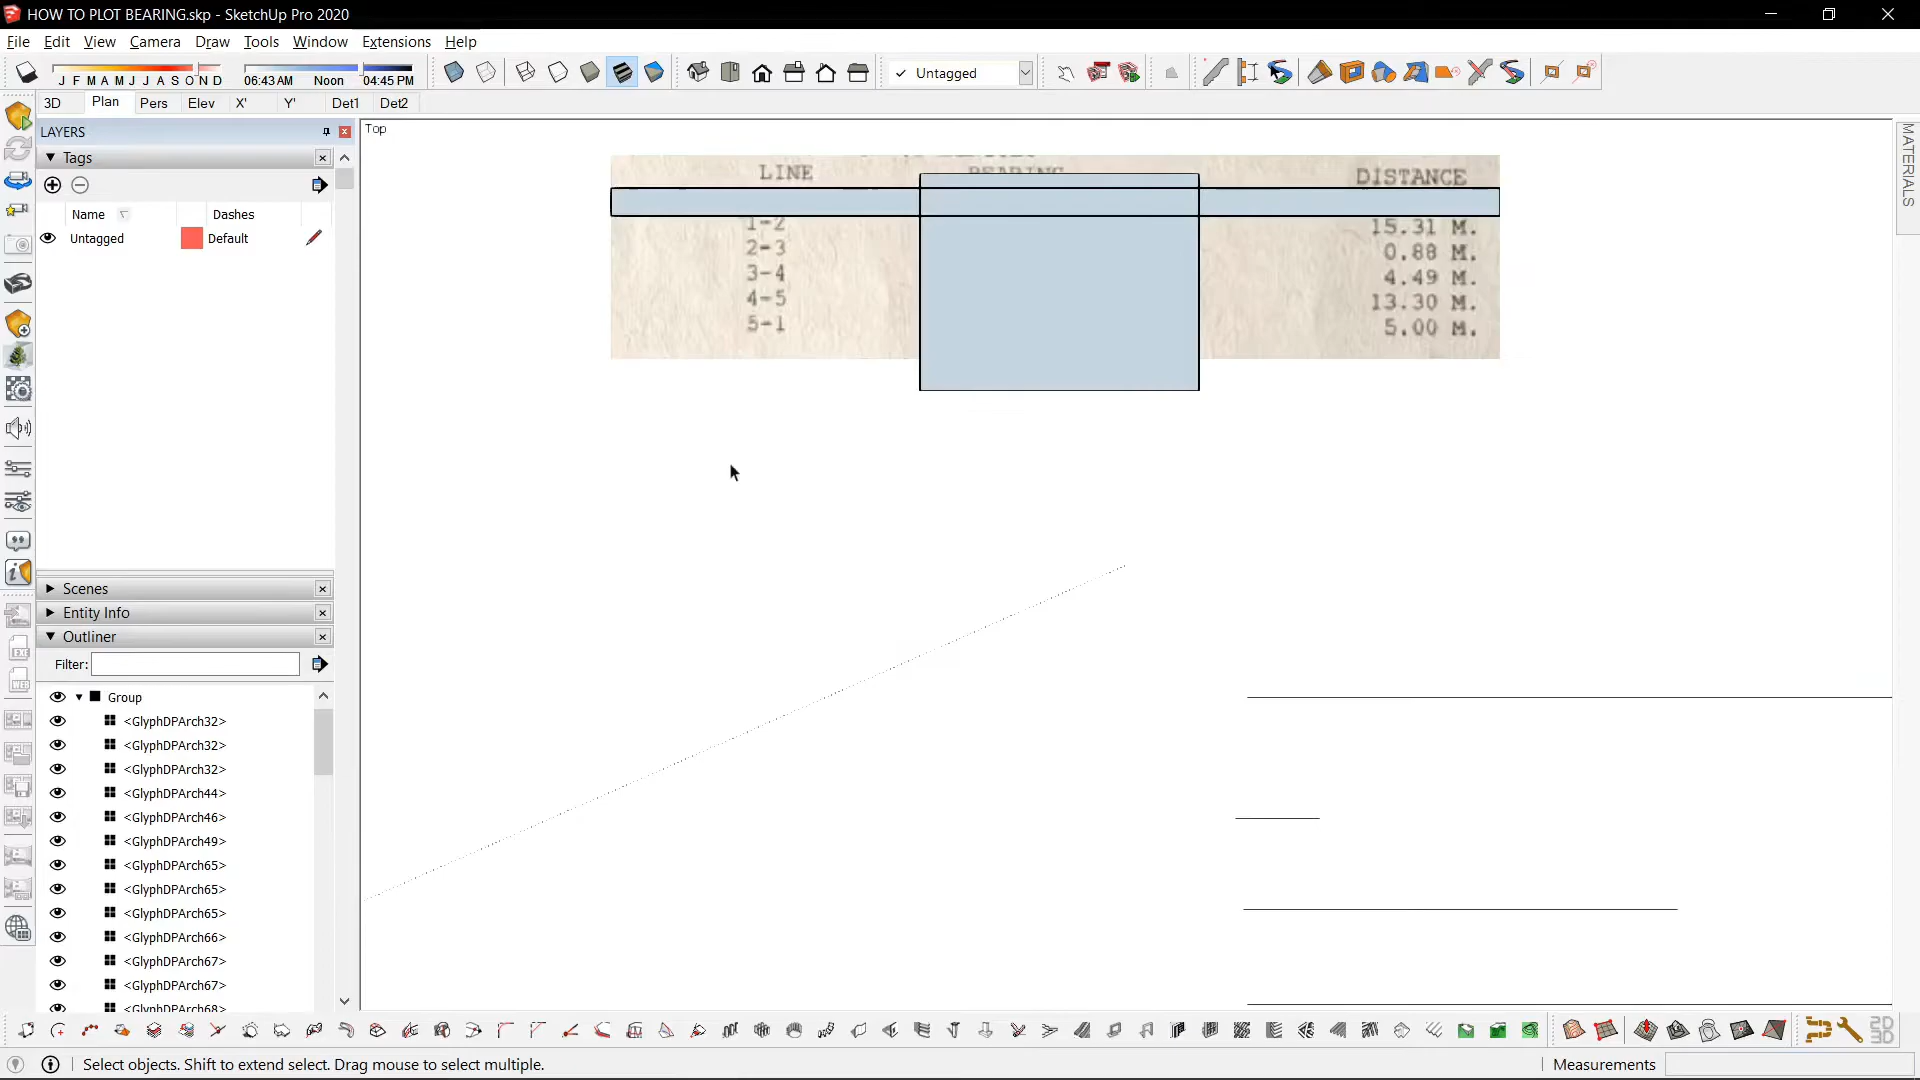 HOW TO PLOT BEARING.skp - SketchUp Pro 2020
File Edit View Camera Draw Tools Window Extensions Help
J F M A M J J A S O N D
06:43 AM Noon 04:45 PM
✓ Untagged
3D Plan Pers Elev X' Y' Det1 Det2
LAYERS
Top
MATERIALS
Tags
LINE BEARING DISTANCE
Name Dashes
Untagged Default
1-2 15.31 M.
2-3 0.88 M.
3-4 4.49 M.
4-5 13.30 M.
5-1 5.00 M.
Scenes
Entity Info
Outliner
Filter:
Group
<GlyphDPArch32>
<GlyphDPArch32>
<GlyphDPArch32>
<GlyphDPArch44>
<GlyphDPArch46>
<GlyphDPArch49>
<GlyphDPArch65>
<GlyphDPArch65>
<GlyphDPArch65>
<GlyphDPArch66>
<GlyphDPArch67>
<GlyphDPArch67>
<GlyphDPArch68>
2D
3D
Select objects. Shift to extend select. Drag mouse to select multiple.
Measurements